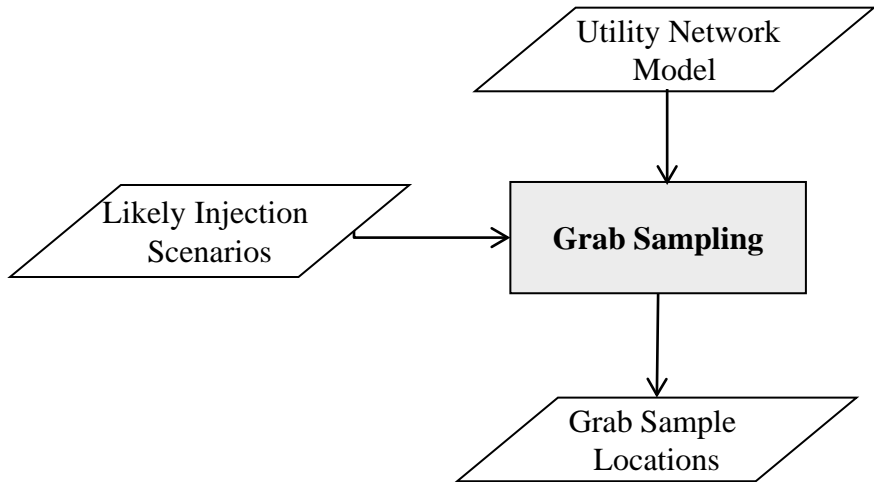 Utility Network
Model
Likely Injection
Scenarios
Grab Sampling
Grab Sample
Locations